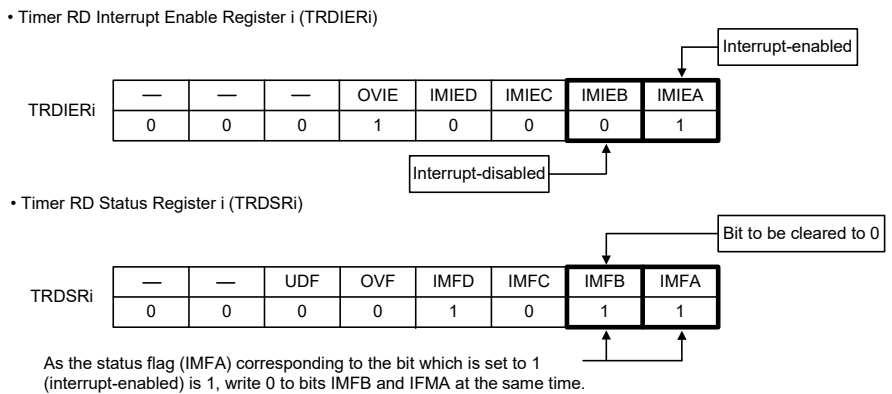 • Timer RD Interrupt Enable Register i (TRDIERi)
Interrupt-enabled
TRDIERi
— — — OVIE IMIED IMIEC IMIEB IMIEA
0 0 0 1 0 0 0 1
Interrupt-disabled
• Timer RD Status Register i (TRDSRi)
Bit to be cleared to 0
TRDSRi
— — UDF OVF IMFD IMFC IMFB IMFA
0 0 0 0 1 0 1 1
As the status flag (IMFA) corresponding to the bit which is set to 1
(interrupt-enabled) is 1, write 0 to bits IMFB and IFMA at the same time.